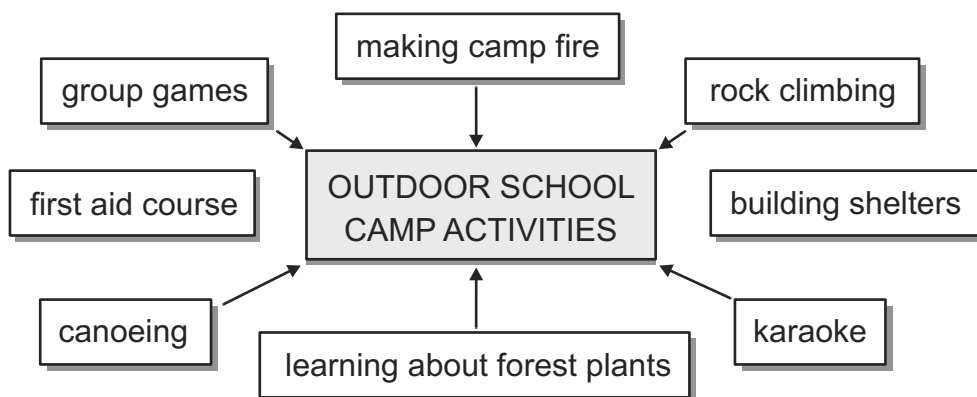 making camp fire
group games
rock climbing
OUTDOOR SCHOOL
CAMP ACTIVITIES
first aid course
building shelters
canoeing
karaoke
learning about forest plants